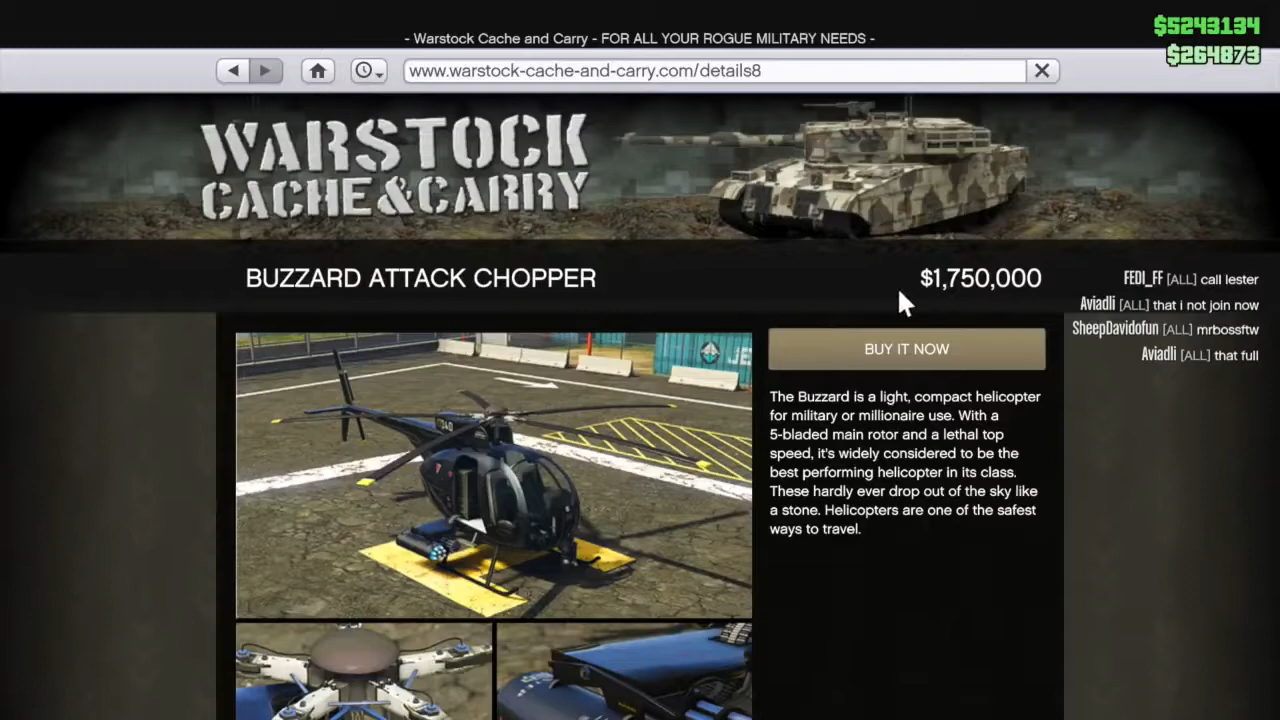 - Warstock Cache and Carry - FOR ALL YOUR ROGUE MILITARY NEEDS -
$5243134
$264873
www.warstock-cache-and-carry.com/details8
WARSTOCK
CACHE&CARRY
BUZZARD ATTACK CHOPPER
$1,750,000
BUY IT NOW
The Buzzard is a light, compact helicopter
for military or millionaire use. With a
5-bladed main rotor and a lethal top
speed, it's widely considered to be the
best performing helicopter in its class.
These hardly ever drop out of the sky like
a stone. Helicopters are one of the safest
ways to travel.
FEDI_FF [ALL] call lester
Aviadli [ALL] that i not join now
SheepDavidofun [ALL] mrbossftw
Aviadli [ALL] that full